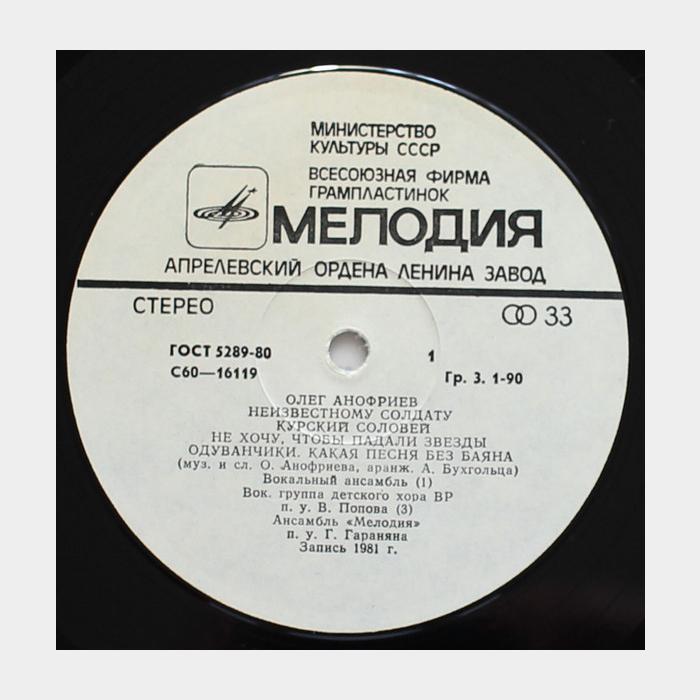 МИНИСТЕРСТВО
КУЛЬТУРЫ СССР
ВСЕСОЮЗНАЯ ФИРМА
ГРАМПЛАСТИНОК
МЕЛОДИЯ
АПРЕЛЕВСКИЙ ОРДЕНА ЛЕНИНА ЗАВОД
СТЕРЕО 33
ГОСТ 5289-80 1
С60—16119 Гр. 3. 1-90
ОЛЕГ АНОФРИЕВ
НЕИЗВЕСТНОМУ СОЛДАТУ
КУРСКИЙ СОЛОВЕЙ
НЕ ХОЧУ, ЧТОБЫ ПАДАЛИ ЗВЕЗДЫ
ОДУВАНЧИКИ. КАКАЯ ПЕСНЯ БЕЗ БАЯНА
(муз. и сл. О. Анофриева, аранж. А. Бухгольца)
Вокальный ансамбль (1)
Вок. группа детского хора ВР
п. у. В. Попова (3)
Ансамбль «Мелодия»
п. у. Г. Гараняна
Запись 1981 г.